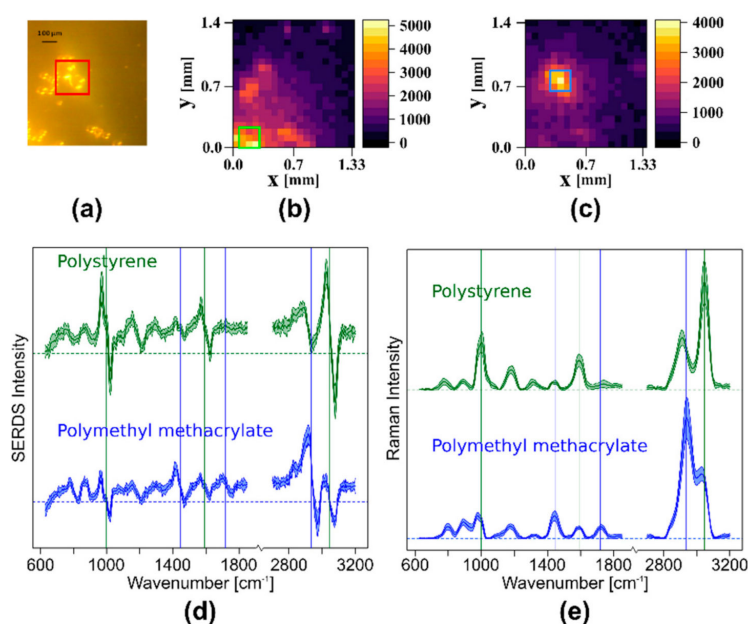 100 μm
1.4
0.7
0.0
y [mm]
0.0
0.7
1.33
x [mm]
5000
4000
3000
2000
1000
0
1.4
0.7
0.0
y [mm]
0.0
0.7
1.33
x [mm]
4000
3000
2000
1000
0
(a)
(b)
(c)
Polystyrene
Polymethyl methacrylate
SERDS Intensity
600
1000
1400
1800
2800
3200
Wavenumber [cm⁻¹]
(d)
Polystyrene
Polymethyl methacrylate
Raman Intensity
600
1000
1400
1800
2800
3200
Wavenumber [cm⁻¹]
(e)